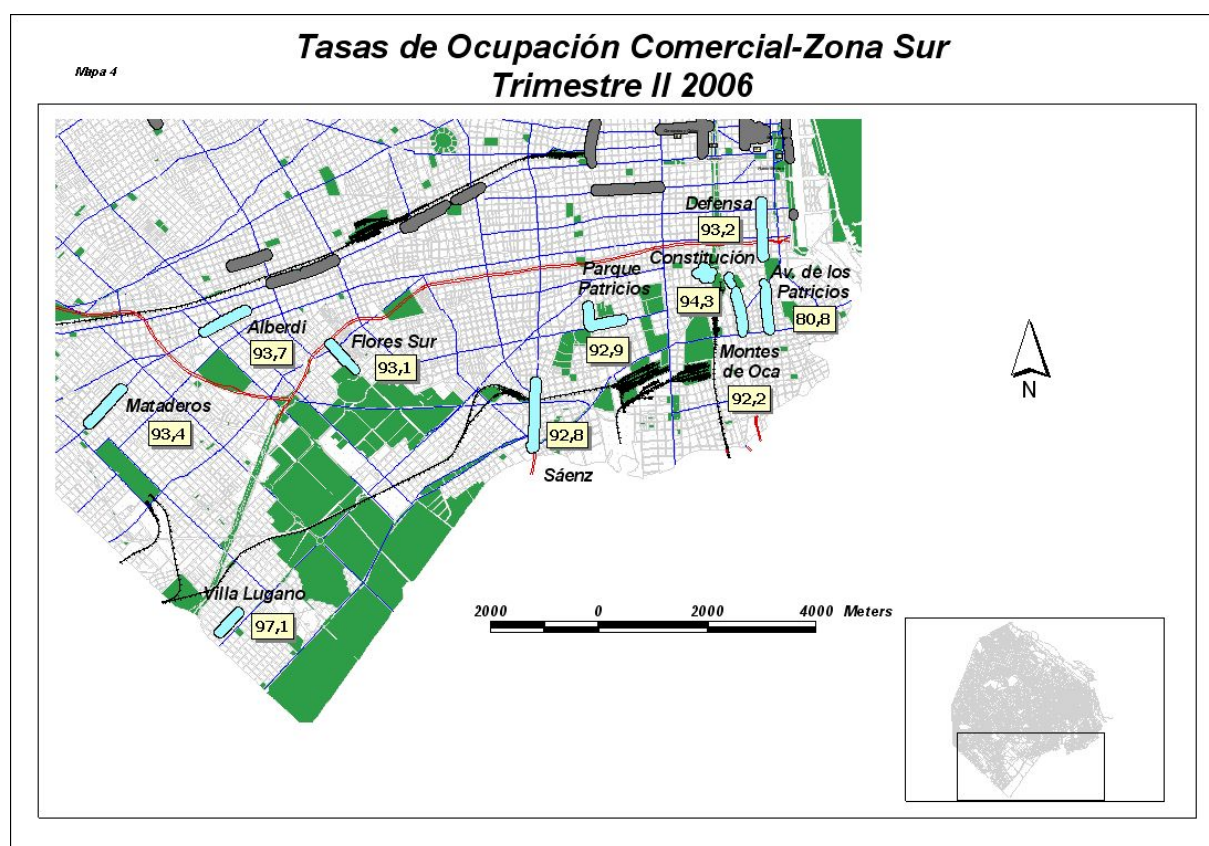 Tasas de Ocupación Comercial-Zona Sur
Mapa 4
Trimestre II 2006
Defensa
93,2
Constitución
Parque
Patricios
Av. de los
Patricios
94,3
80,8
Alberdi
93,7
Flores Sur
93,1
92,9
Montes
de Oca
92,2
Mataderos
93,4
92,8
Sáenz
Villa Lugano
97,1
2000 0 2000 4000 Meters
N